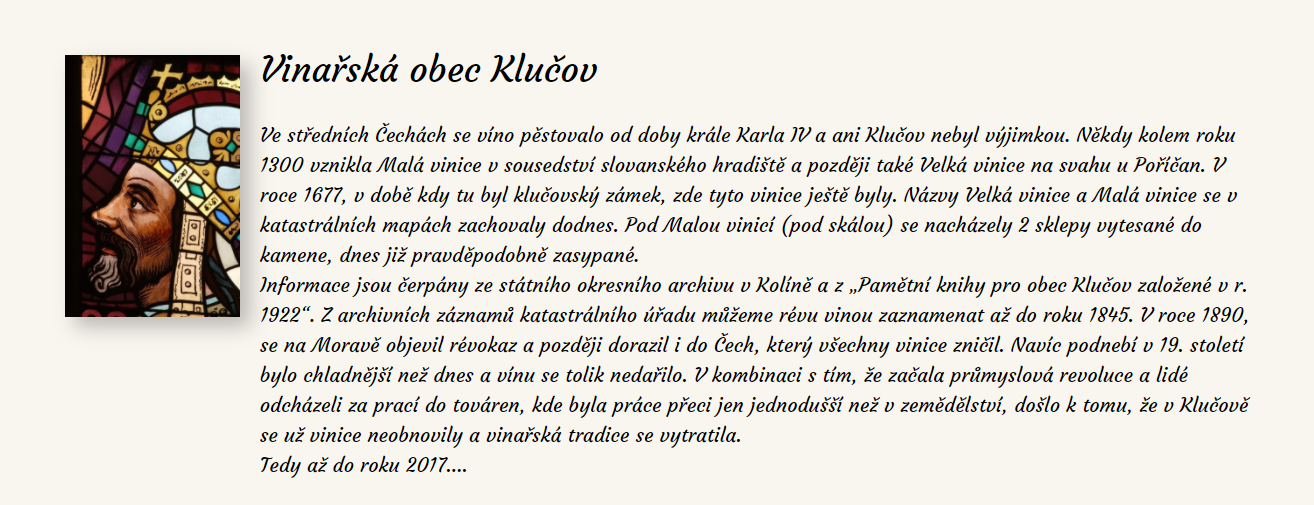 Vinařská obec Klučov
Ve středních Čechách se víno pěstovalo od doby krále Karla IV a ani Klučov nebyl výjimkou. Někdy kolem roku
1300 vznikla Malá vinice v sousedství slovanského hradiště a později také Velká vinice na svahu u Poříčan. V
roce 1677, v době kdy tu byl klučovský zámek, zde tyto vinice ještě byly. Názvy Velká vinice a Malá vinice se v
katastrálních mapách zachovaly dodnes. Pod Malou vinicí (pod skálou) se nacházely 2 sklepy vytesané do
kamene, dnes již pravděpodobně zasypané.
Informace jsou čerpány ze státního okresního archivu v Kolíně a z „Pamětní knihy pro obec Klučov založené v r.
1922“. Z archivních záznamů katastrálního úřadu můžeme révu vinou zaznamenat až do roku 1845. V roce 1890,
se na Moravě objevil révokaz a později dorazil i do Čech, který všechny vinice zničil. Navíc podnebí v 19. století
bylo chladnější než dnes a vínu se tolik nedařilo. V kombinaci s tím, že začala průmyslová revoluce a lidé
odcházeli za prací do továren, kde byla práce přeci jen jednodušší než v zemědělství, došlo k tomu, že v Klučově
se už vinice neobnovily a vinařská tradice se vytratila.
Tedy až do roku 2017....